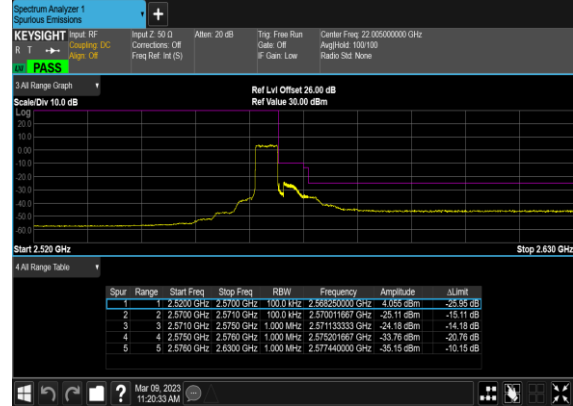 Spectrum Analyzer 1
Spurious Emissions
+
KEYSIGHT Input: RF Input Z: 50 Ω Atten: 20 dB Trig: Free Run Center Freq: 22.005000000 GHz
R T Coupling: DC Corrections: Off Gate: Off Avg|Hold: 100/100
Align: Off Freq Ref: Int (S) IF Gain: Low Radio Std: None
PASS
3 All Range Graph
Ref Lvl Offset 26.00 dB
Scale/Div 10.0 dB Ref Value 30.00 dBm
Log
20.0
10.0
0.00
-10.0
-20.0
-30.0
-40.0
-50.0
-60.0
Start 2.520 GHz Stop 2.630 GHz
4 All Range Table
Spur Range Start Freq Stop Freq RBW Frequency Amplitude ΔLimit
1 1 2.5200 GHz 2.5700 GHz 100.0 kHz 2.568250000 GHz 4.055 dBm -25.95 dB
2 2 2.5700 GHz 2.5710 GHz 100.0 kHz 2.570011667 GHz -25.11 dBm -15.11 dB
3 3 2.5710 GHz 2.5750 GHz 1.000 MHz 2.571133333 GHz -24.18 dBm -14.18 dB
4 4 2.5750 GHz 2.5760 GHz 1.000 MHz 2.575201667 GHz -33.76 dBm -20.76 dB
5 5 2.5760 GHz 2.6300 GHz 1.000 MHz 2.577440000 GHz -35.15 dBm -10.15 dB
? Mar 09, 2023
11:20:33 AM